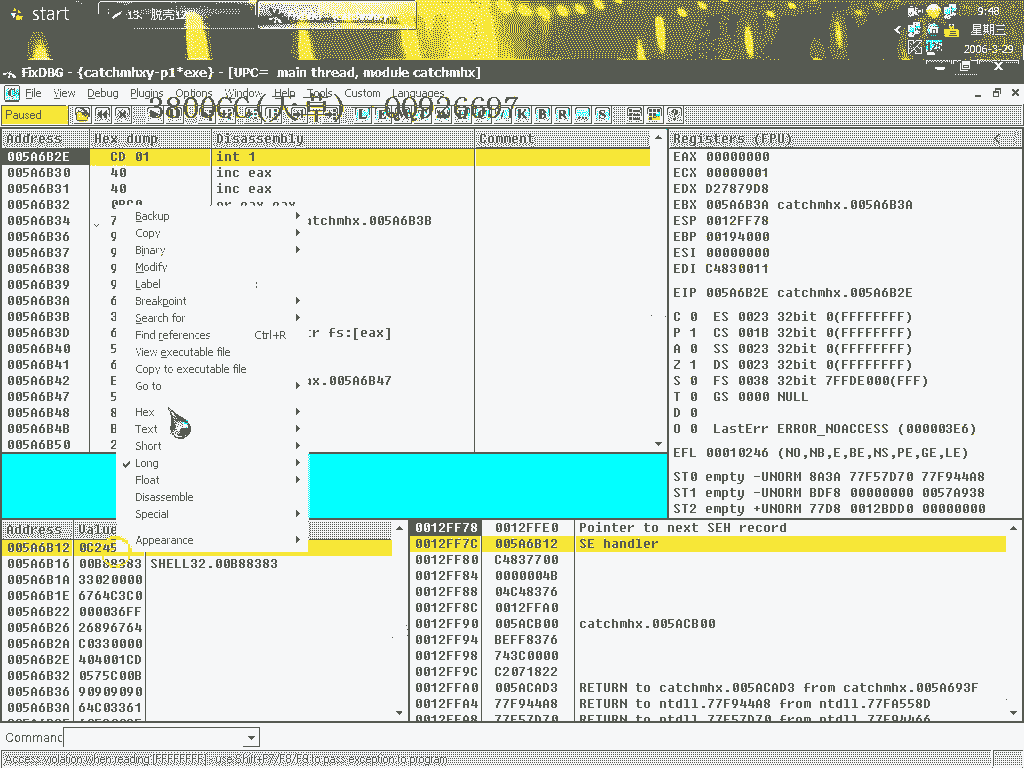 start
13、脱壳12
9:48
星期三
2006-3-29
FixDBG - {catchmhxy-p1*exe} - [UPC= main thread, module catchmhx]
File View Debug Plugins Options Window Help Tools Custom Languages
3800CC(天草) - 00926697
Paused
L E K B R ... S
Address Hex dump Disassembly Comment
005A6B2E CD 01 int 1
005A6B30 40 inc eax
005A6B31 40 inc eax
005A6B32 0BC0 or eax,eax
005A6B34 7 atchmhx.005A6B3B
005A6B36 9
005A6B37 9
005A6B38 9
005A6B39 9
005A6B3A 6
005A6B3B 3
005A6B3D 6 r fs:[eax]
005A6B40 5
005A6B41 6
005A6B42 E ax.005A6B47
005A6B47 5
005A6B48 8
005A6B4B B
005A6B50 2
Backup
Copy
Binary
Modify
Label :
Breakpoint
Search for
Find references Ctrl+R
View executable file
Copy to executable file
Go to
Hex
Text
Short
Long
Float
Disassemble
Special
Appearance
Registers (FPU) <
EAX 00000000
ECX 00000001
EDX D27879D8
EBX 005A6B3A catchmhx.005A6B3A
ESP 0012FF78
EBP 00194000
ESI 00000000
EDI C4830011
EIP 005A6B2E catchmhx.005A6B2E
C 0 ES 0023 32bit 0(FFFFFFFF)
P 1 CS 001B 32bit 0(FFFFFFFF)
A 0 SS 0023 32bit 0(FFFFFFFF)
Z 1 DS 0023 32bit 0(FFFFFFFF)
S 0 FS 0038 32bit 7FFDE000(FFF)
T 0 GS 0000 NULL
D 0
O 0 LastErr ERROR_NOACCESS (000003E6)
EFL 00010246 (NO,NB,E,BE,NS,PE,GE,LE)
ST0 empty -UNORM 8A3A 77F57D70 77F944A8
ST1 empty -UNORM BDF8 00000000 0057A938
ST2 empty +UNORM 77D8 0012BDD0 00000000
Address Value
005A6B12 0C245
005A6B16 00B88383 SHELL32.00B88383
005A6B1A 33020000
005A6B1E 6764C3C0
005A6B22 000036FF
005A6B26 26896764
005A6B2A C0330000
005A6B2E 404001CD
005A6B32 0575C00B
005A6B36 90909090
005A6B3A 64C03361
0012FF78 0012FFE0 Pointer to next SEH record
0012FF7C 005A6B12 SE handler
0012FF80 C4837700
0012FF84 0000004B
0012FF88 04C48376
0012FF8C 0012FFA0
0012FF90 005ACB00 catchmhx.005ACB00
0012FF94 BEFF8376
0012FF98 743C0000
0012FF9C C2071822
0012FFA0 005ACAD3 RETURN to catchmhx.005ACAD3 from catchmhx.005A693F
0012FFA4 77F944A8 RETURN to ntdll.77F944A8 from ntdll.77FA558D
0012FFA8 77F57D70 RETURN to ntdll.77F57D70 from ntdll.77F94466
Command
Access violation when reading [FFFFFFFF] - use Shift+F7/F8/F9 to pass exception to program